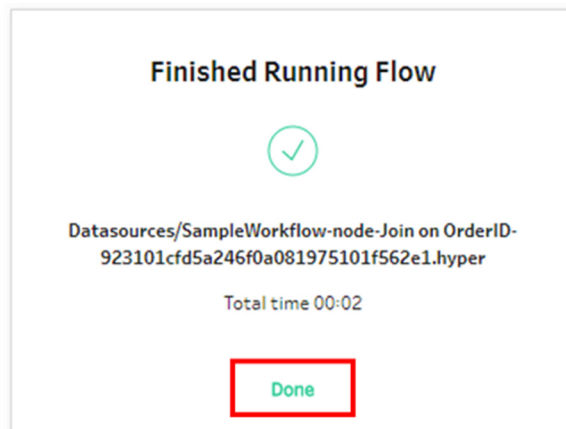 Finished Running Flow
Datasources/SampleWorkflow-node-Join on OrderID-
923101cfd5a246f0a081975101f562e1.hyper
Total time 00:02
Done